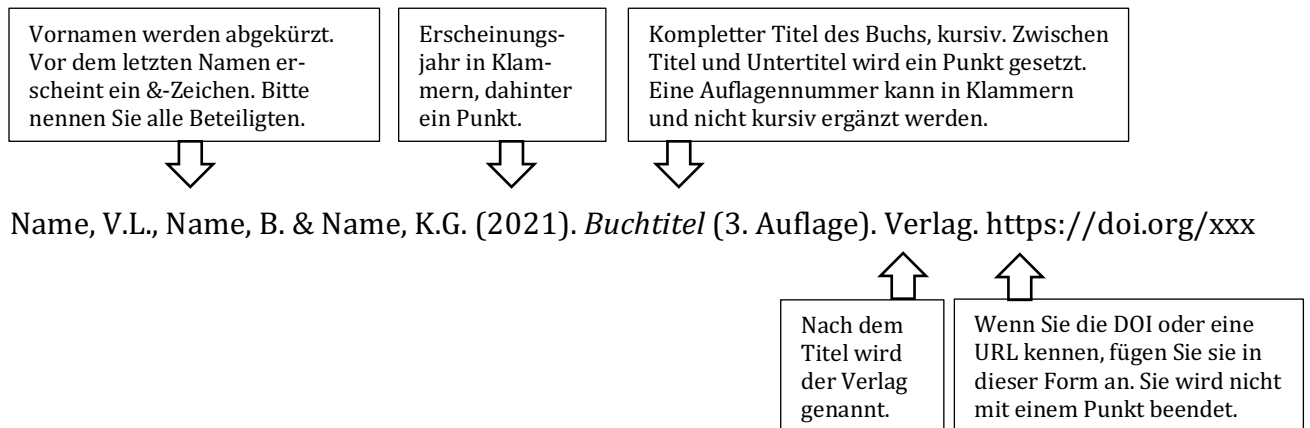 Vornamen werden abgekürzt.
Vor dem letzten Namen er-
scheint ein &-Zeichen. Bitte
nennen Sie alle Beteiligten.
Erscheinungs-
jahr in Klam-
mern, dahinter
ein Punkt.
Kompletter Titel des Buchs, kursiv. Zwischen
Titel und Untertitel wird ein Punkt gesetzt.
Eine Auflagennummer kann in Klammern
und nicht kursiv ergänzt werden.
Name, V.L., Name, B. & Name, K.G. (2021). Buchtitel (3. Auflage). Verlag. https://doi.org/xxx
Nach dem
Titel wird
der Verlag
genannt.
Wenn Sie die DOI oder eine
URL kennen, fügen Sie sie in
dieser Form an. Sie wird nicht
mit einem Punkt beendet.